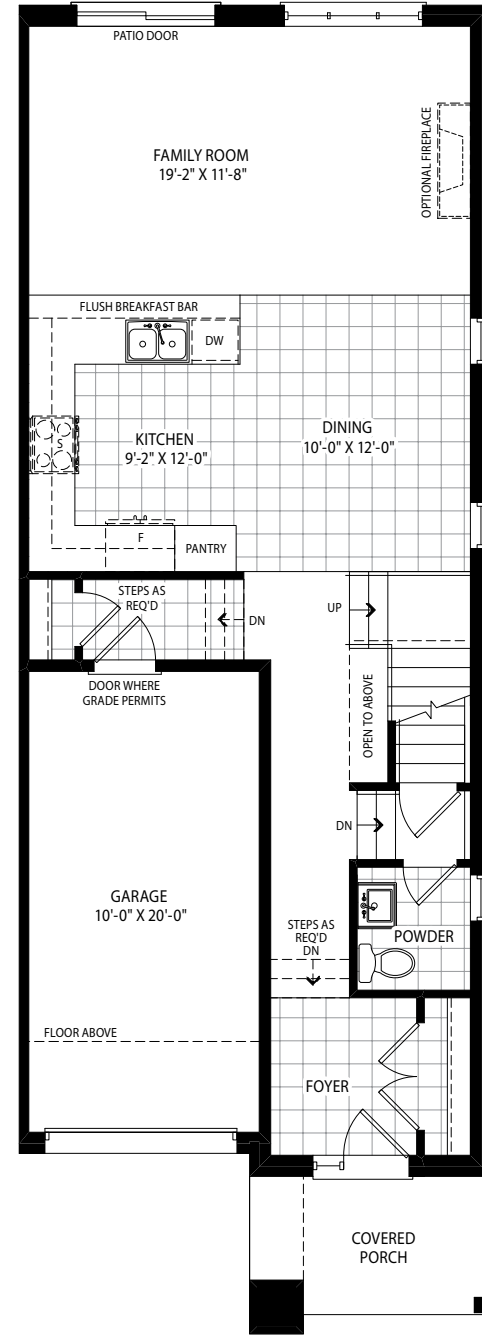 PATIO DOOR
FAMILY ROOM
19'-2" X 11'-8"
OPTIONAL FIREPLACE
FLUSH BREAKFAST BAR
DW
S
KITCHEN
9'-2" X 12'-0"
DINING
10'-0" X 12'-0"
F
PANTRY
STEPS AS
REQ'D
DN
UP
DOOR WHERE
GRADE PERMITS
OPEN TO ABOVE
DN
GARAGE
10'-0" X 20'-0"
STEPS AS
REQ'D
DN
POWDER
FLOOR ABOVE
FOYER
COVERED
PORCH